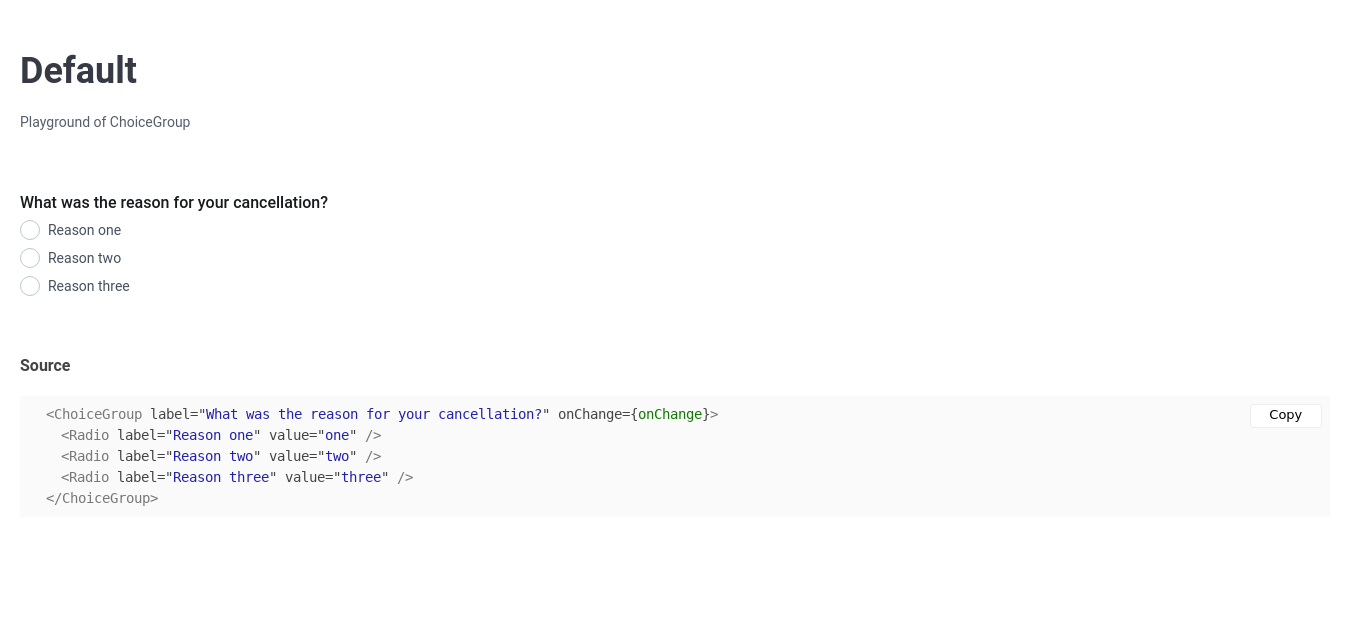 Default
Playground of ChoiceGroup
What was the reason for your cancellation?
Reason one
Reason two
Reason three
Source
<ChoiceGroup label="What was the reason for your cancellation?" onChange={onChange}>
Copy
<Radio label="Reason one" value="one" />
<Radio label="Reason two" value="two" />
<Radio label="Reason three" value="three" />
</ChoiceGroup>